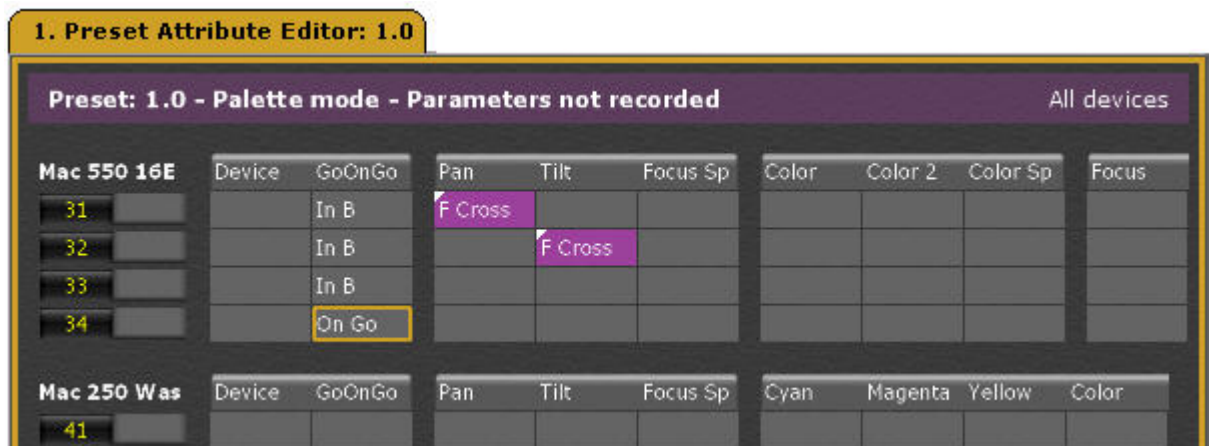 1. Preset Attribute Editor: 1.0
Preset: 1.0 - Palette mode - Parameters not recorded All devices
Mac 550 16E Device GoOnGo Pan Tilt Focus Sp Color Color 2 Color Sp Focus
31 In B F Cross
32 In B F Cross
33 In B
34 On Go
Mac 250 Was Device GoOnGo Pan Tilt Focus Sp Cyan Magenta Yellow Color
41